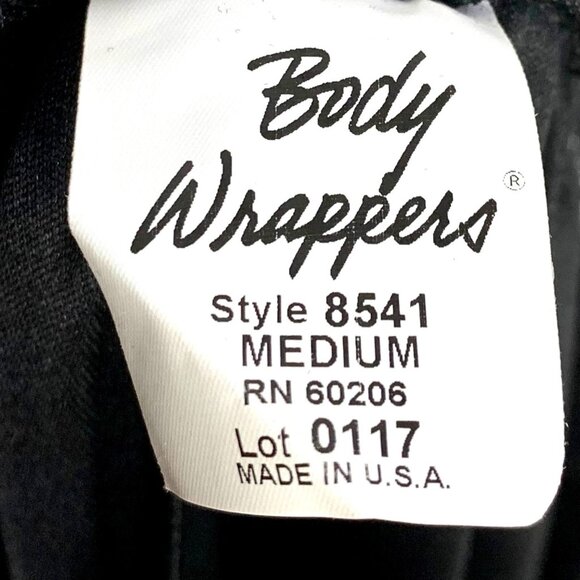 Body
Wrappers®
Style 8541
MEDIUM
RN 60206
Lot 0117
MADE IN U.S.A.